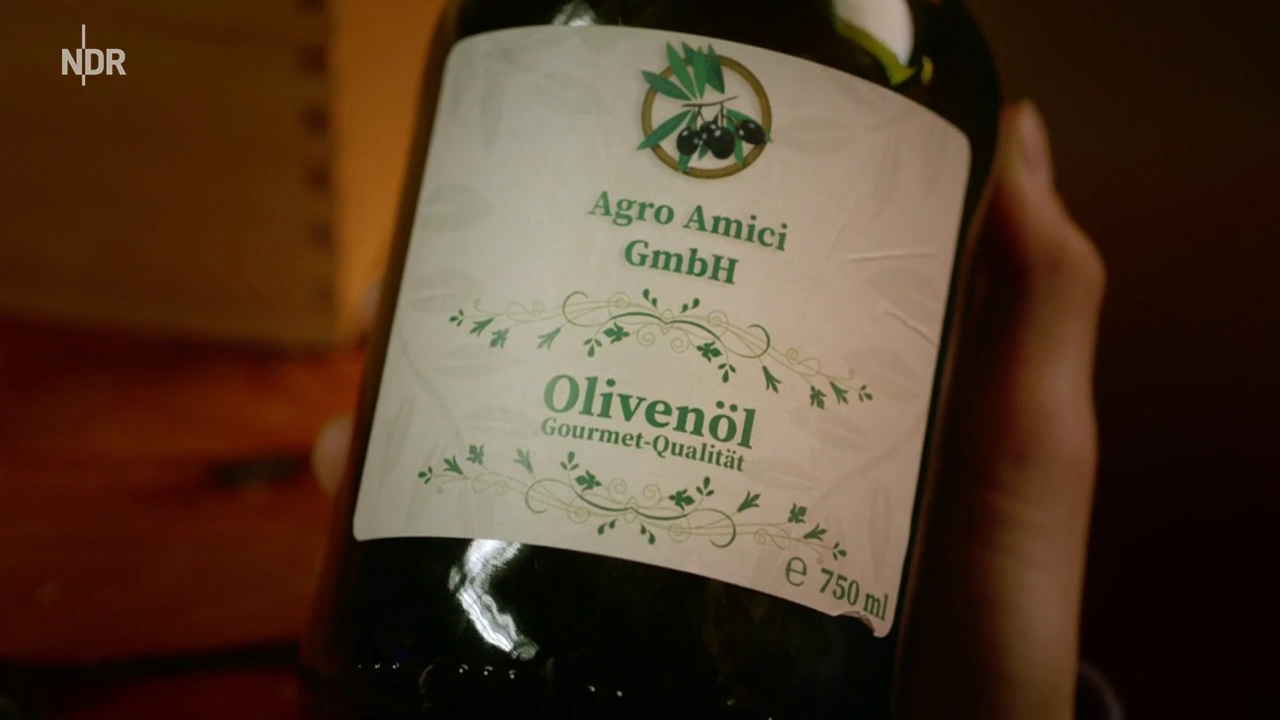 NDR
Agro Amici
GmbH
Olivenöl
Gourmet-Qualität
℮ 750 ml